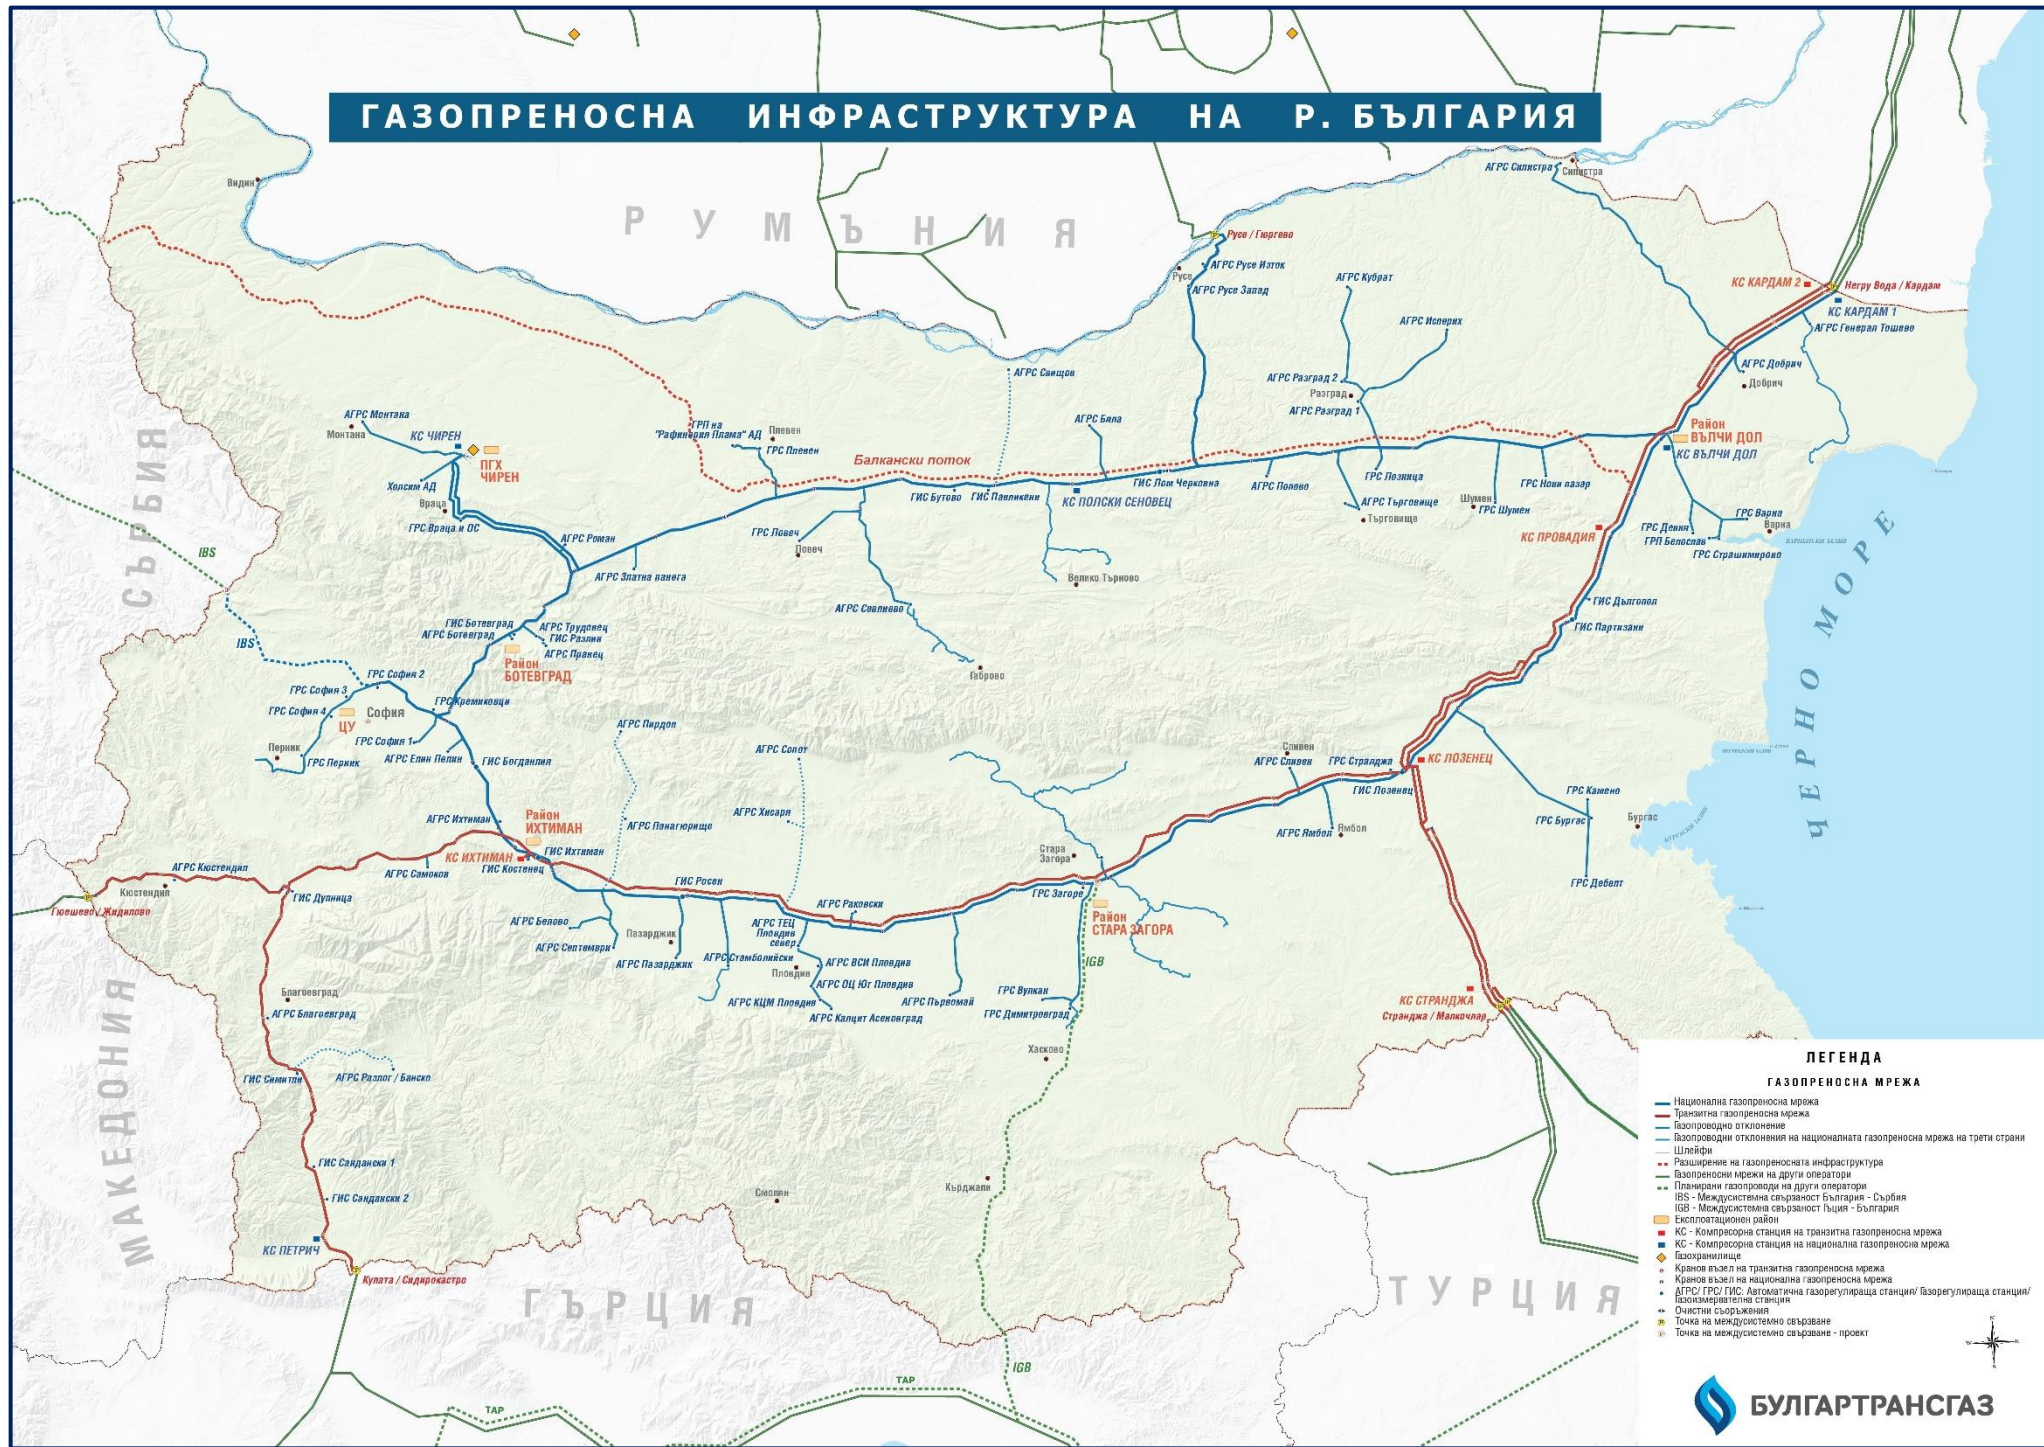 ГАЗОПРЕНОСНА ИНФРАСТРУКТУРА НА Р. БЪЛГАРИЯ
РУМЪНИЯ
СЪРБИЯ
МАКЕДОНИЯ
ГЪРЦИЯ
ТУРЦИЯ
ЧЕРНО МОРЕ
Видин
АГРС Силистра
Силистра
Русе / Гюргево
Русе
АГРС Русе Изток
АГРС Русе Запад
АГРС Кубрат
АГРС Исперих
КС КАРДАМ 2
Негру Вода / Кардам
КС КАРДАМ 1
АГРС Генерал Тошево
АГРС Добрич
Добрич
АГРС Свищов
АГРС Разград 2
Разград
АГРС Разград 1
АГРС Бяла
АГРС Монтана
Монтана
КС ЧИРЕН
ПГХ
ЧИРЕН
Холсим АД
Враца
ГРС Враца и ОС
ГРП на
"Рафинерия Плама" АД
Плевен
ГРС Плевен
Балкански поток
Район
ВЪЛЧИ ДОЛ
КС ВЪЛЧИ ДОЛ
ГИС Бутово
ГИС Павликени
КС ПОЛСКИ СЕНОВЕЦ
ГИС Лом Черковна
АГРС Попово
ГРС Лозница
АГРС Търговище
Търговище
Шумен
ГРС Шумен
ГРС Нови пазар
КС ПРОВАДИЯ
ГРС Девня
ГРС Варна
Варна
ГРП Белослав
ГРС Страшимирово
ВАРНЕНСКИ ЗАЛИВ
АГРС Роман
АГРС Златна панега
ГРС Ловеч
Ловеч
Велико Търново
АГРС Севлиево
Габрово
ГИС Дългопол
ГИС Партизани
IBS
IBS
ГИС Ботевград
АГРС Ботевград
АГРС Трудовец
ГИС Разлив
АГРС Правец
Район
БОТЕВГРАД
ГРС София 2
ГРС София 3
ГРС София 4
ЦУ
София
ГРС Кремиковци
ГРС София 1
Перник
ГРС Перник
АГРС Елин Пелин
ГИС Богданлия
АГРС Пирдоп
АГРС Сопот
АГРС Хисаря
АГРС Панагюрище
АГРС Ихтиман
Район
ИХТИМАН
КС ИХТИМАН
ГИС Ихтиман
ГИС Костенец
Сливен
АГРС Сливен
ГРС Стралджа
КС ЛОЗЕНЕЦ
ГИС Лозенец
АГРС Ямбол
Ямбол
ГРС Камено
ГРС Бургас
Бургас
ГРС Дебелт
АГРС Кюстендил
Кюстендил
Гюешево / Жидилово
АГРС Самоков
ГИС Дупница
ГИС Росен
АГРС Белово
АГРС Септември
Пазарджик
АГРС Пазарджик
АГРС Раковски
АГРС ТЕЦ
Пловдив
север
АГРС Стамболийски
Пловдив
АГРС ВСИ Пловдив
АГРС ОЦ Юг Пловдив
АГРС КЦМ Пловдив
АГРС Калцит Асеновград
АГРС Първомай
Стара
Загора
ГРС Загоре
Район
СТАРА ЗАГОРА
IGB
ГРС Вулкан
ГРС Димитровград
Хасково
КС СТРАНДЖА
Странджа / Малкочлар
Благоевград
АГРС Благоевград
ГИС Симитли
АГРС Разлог / Банско
ГИС Сандански 1
ГИС Сандански 2
КС ПЕТРИЧ
Кулата / Сидирокастро
Смолян
Кърджали
IGB
TAP
TAP
ЛЕГЕНДА
ГАЗОПРЕНОСНА МРЕЖА
Национална газопреносна мрежа
Транзитна газопреносна мрежа
Газопроводно отклонение
Газопроводни отклонения на националната газопреносна мрежа на трети страни
Шлейфи
Разширение на газопреносната инфраструктура
Газопреносни мрежи на други оператори
Планирани газопроводи на други оператори
IBS - Междусистемна свързаност България - Сърбия
IGB - Междусистемна свързаност Гърция - България
Експлоатационен район
КС - Компресорна станция на транзитна газопреносна мрежа
КС - Компресорна станция на национална газопреносна мрежа
Газохранилище
Кранов възел на транзитна газопреносна мрежа
Кранов възел на национална газопреносна мрежа
АГРС/ ГРС/ ГИС: Автоматична газорегулираща станция/ Газорегулираща станция/
Газоизмервателна станция
Очистни съоръжения
Точка на междусистемно свързване
Точка на междусистемно свързване - проект
БУЛГАРТРАНСГАЗ